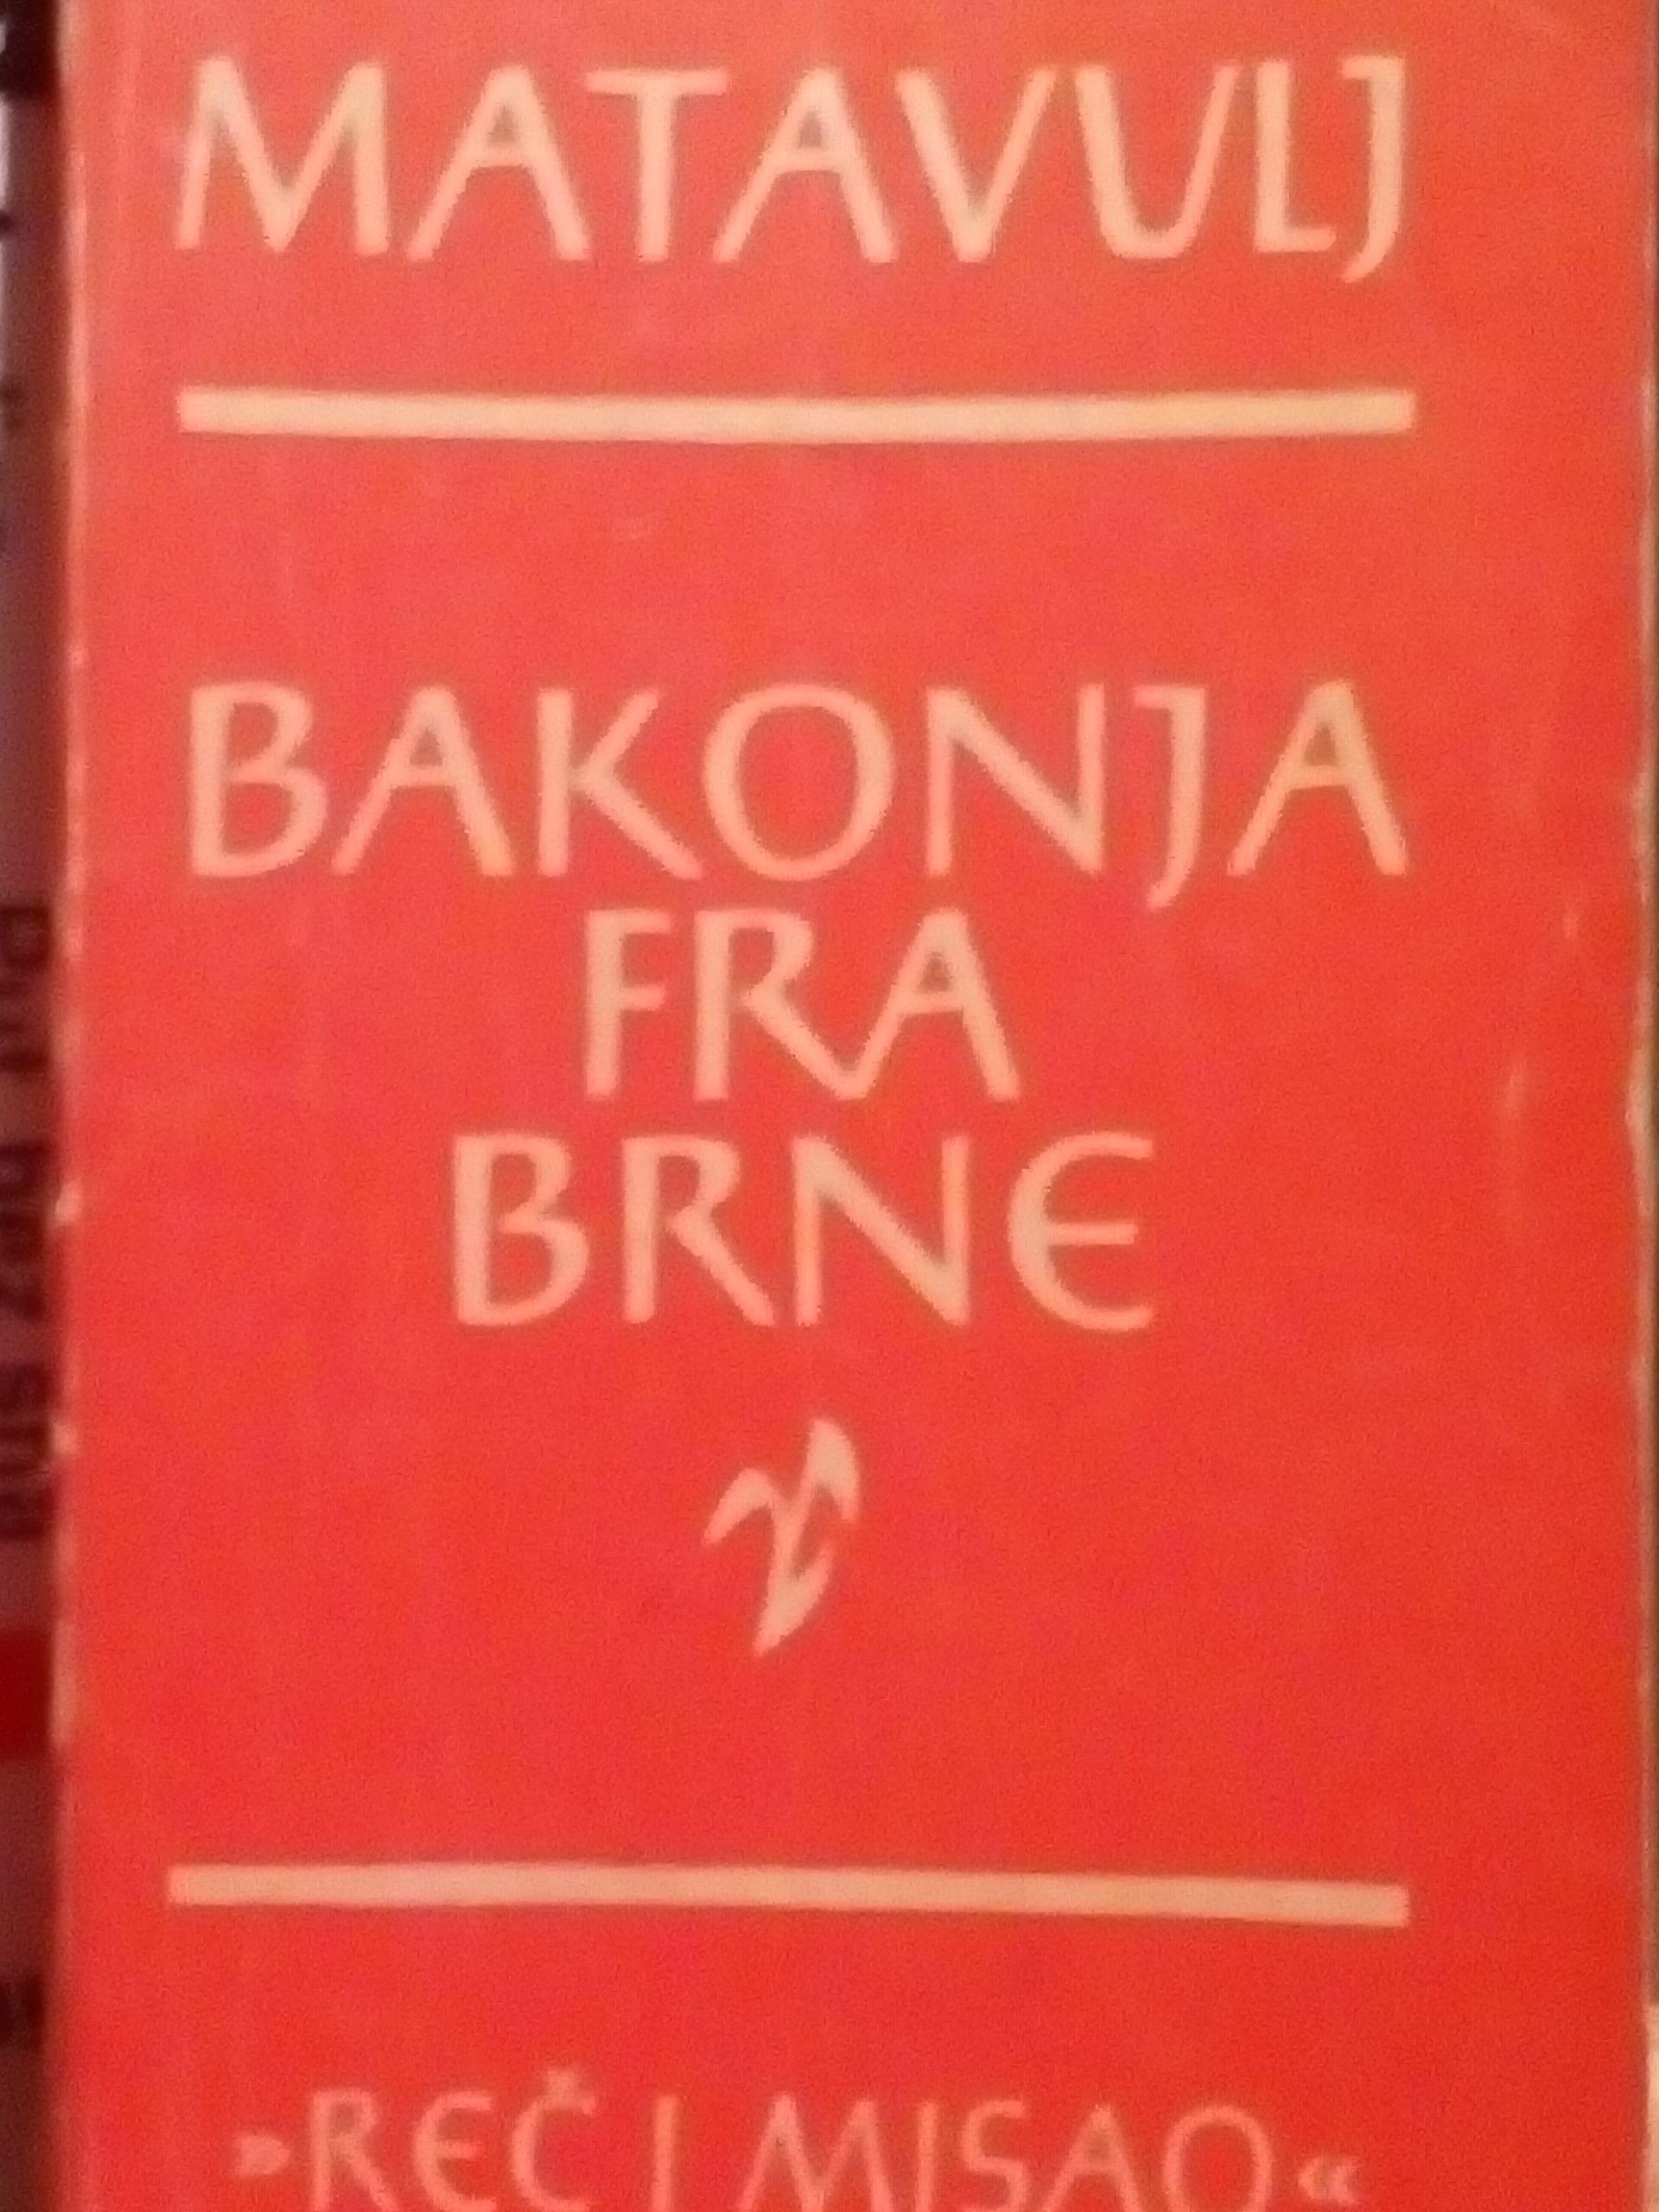 MATAVULJ
BAKONJA
FRA
BRNE
»REČ I MISAO«